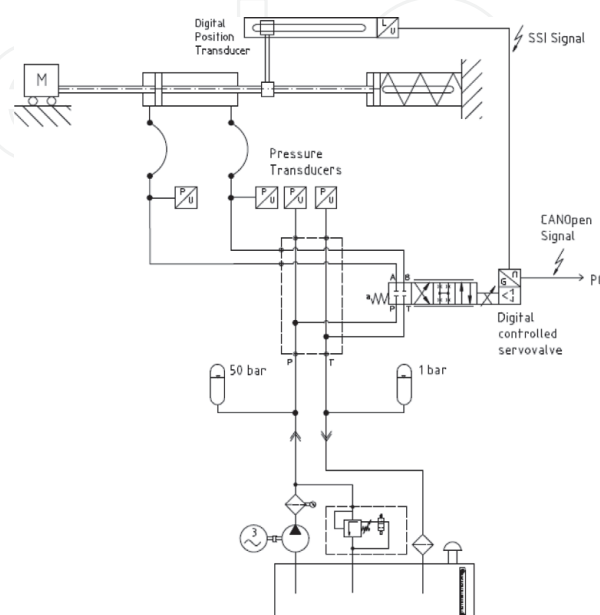 Digital
Position
Transducer
L
U
SSI Signal
M
Pressure
Transducers
P
U
P
U
P
U
P
U
CANOpen
Signal
A B
a
P T
G
Digital
controlled
servovalve
P
T
50 bar
1 bar
3